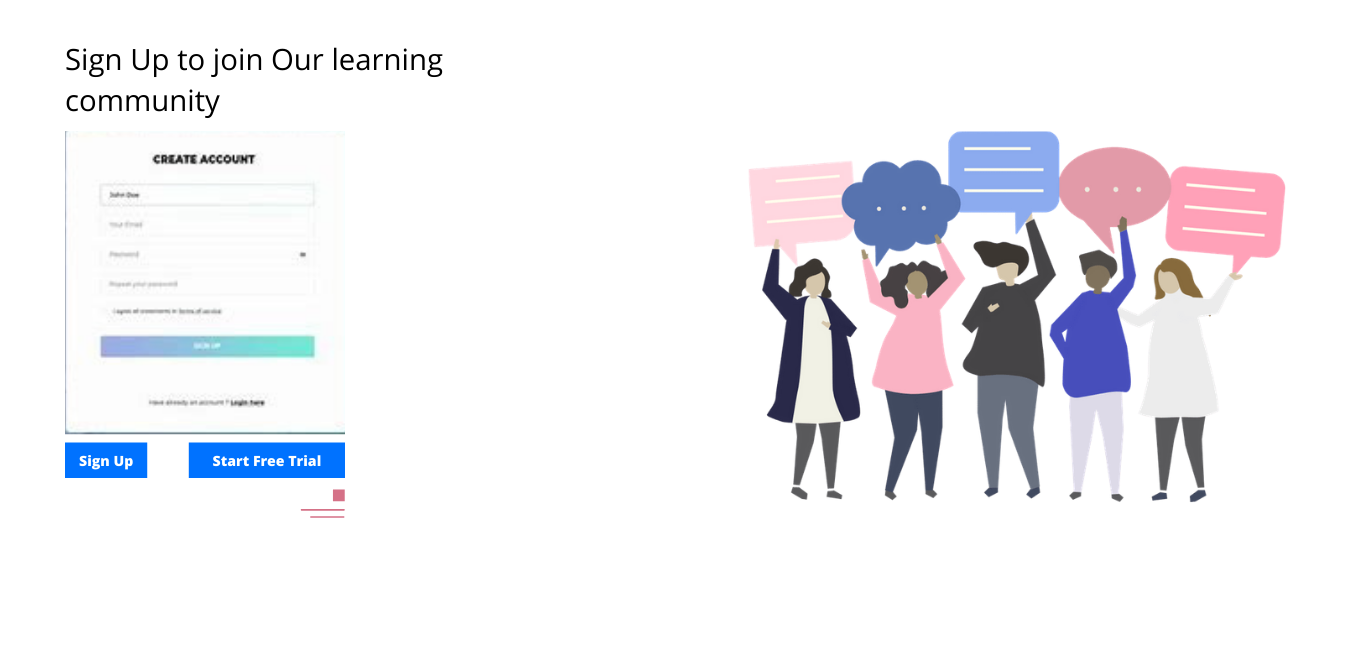 Sign Up to join Our learning
community
CREATE ACCOUNT
John Doe
Your Email
Password
Repeat your password
I agree all statements in Terms of service
SIGN UP
Have already an account ? Login here
Sign Up
Start Free Trial